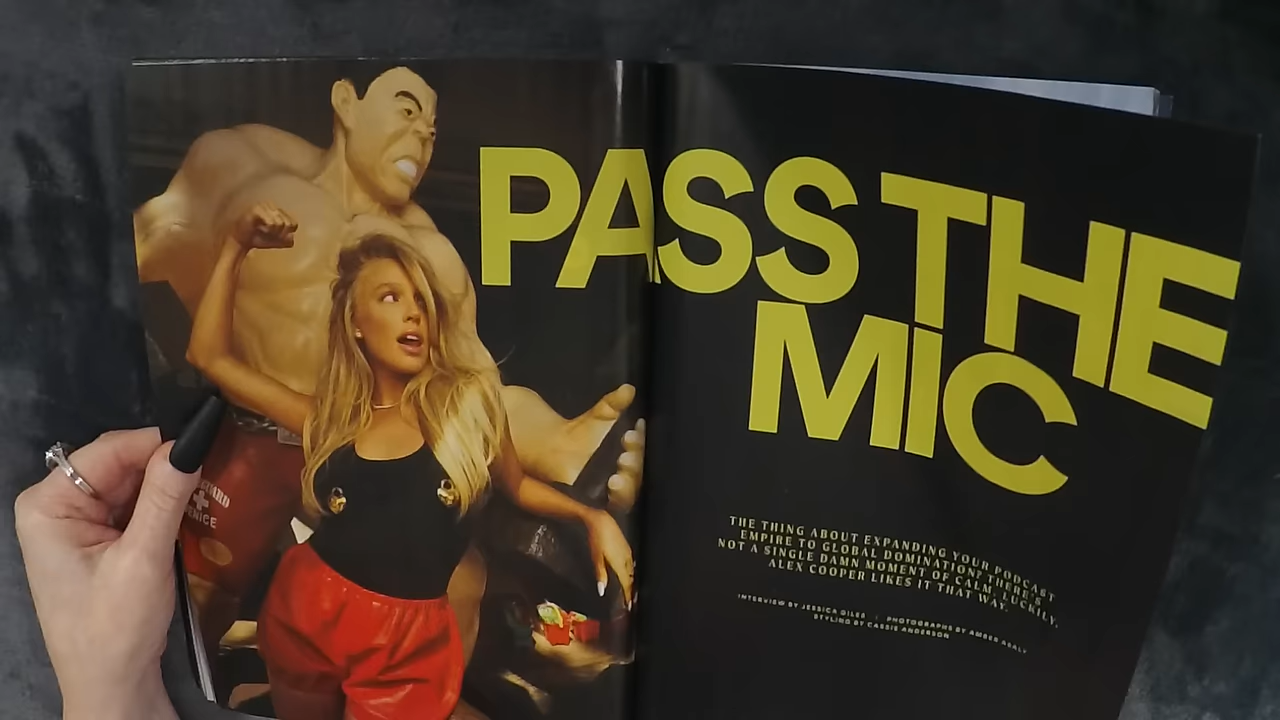 PASS THE
MIC
THE THING ABOUT EXPANDING YOUR PODCAST
EMPIRE TO GLOBAL DOMINATION? THERE'S
NOT A SINGLE DAMN MOMENT OF CALM. LUCKILY,
ALEX COOPER LIKES IT THAT WAY.
INTERVIEW BY JESSICA GILES | PHOTOGRAPHS BY AMBER ASALY
STYLING BY CASSIE ANDERSON
VENICE